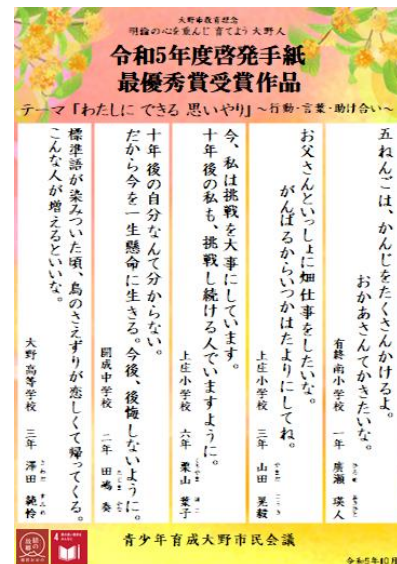 大野市教育理念
明倫の心を重んじ 育てよう 大野人
令和5年度啓発手紙
最優秀賞受賞作品
テーマ「わたしに できる 思いやり」～行動・言葉・助け合い～
五ねんごは、かんじをたくさんかけるよ。
おかあさんてかきたいな。
有終南小学校 一年 廣瀬 瑛人
お父さんといっしょに畑仕事をしたいな。
がんばるからいつかはたよりにしてね。
上庄小学校 三年 山田 晃毅
今、私は挑戦を大事にしています。
十年後の私も、挑戦し続ける人でいますように。
上庄小学校 六年 栗山 葉子
十年後の自分なんて分からない。
だから今を一生懸命に生きる。今後、後悔しないように。
開成中学校 二年 田嶋 奏
標準語が染みついた頃、鳥のさえずりが恋しくて帰ってくる。
こんな人が増えるといいな。
大野高等学校 三年 澤田 純怜
青少年育成大野市民会議
令和5年10月